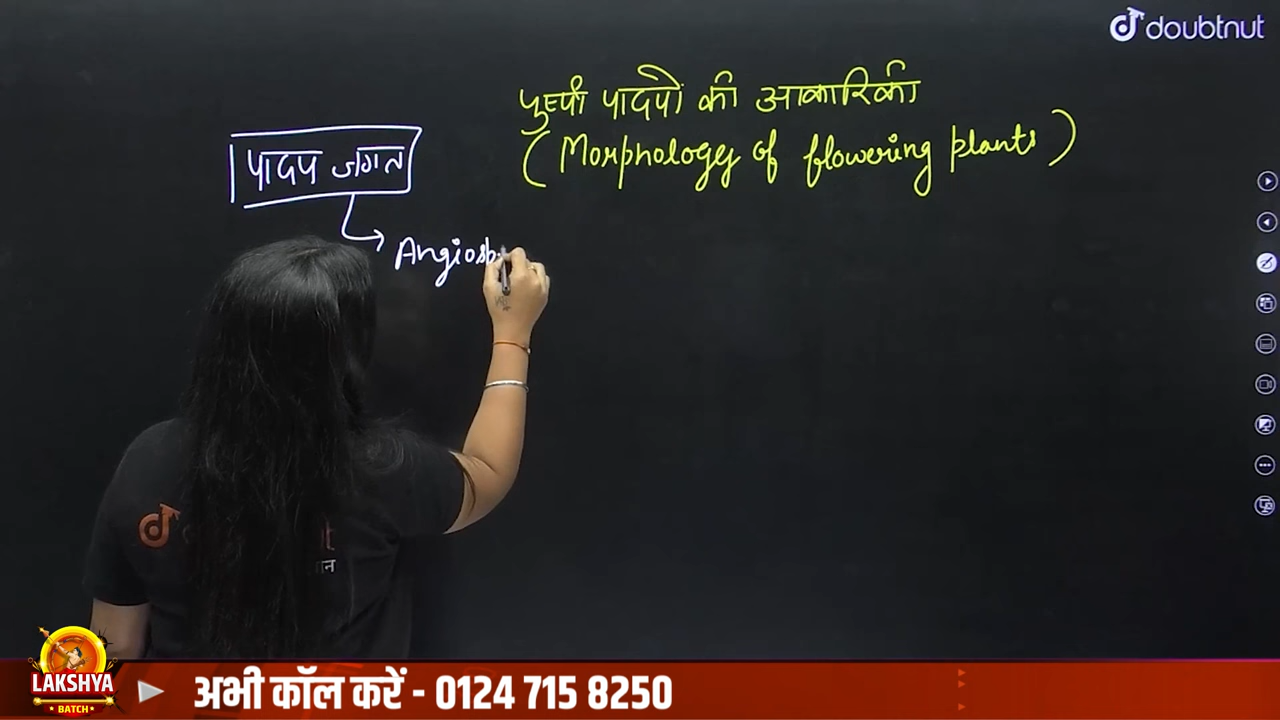 doubtnut
पुष्पी पादपों की आकारिकी
(Morphology of flowering plants)
पादप जगत
Angiosp
LAKSHYA
BATCH
अभी कॉल करें - 0124 715 8250